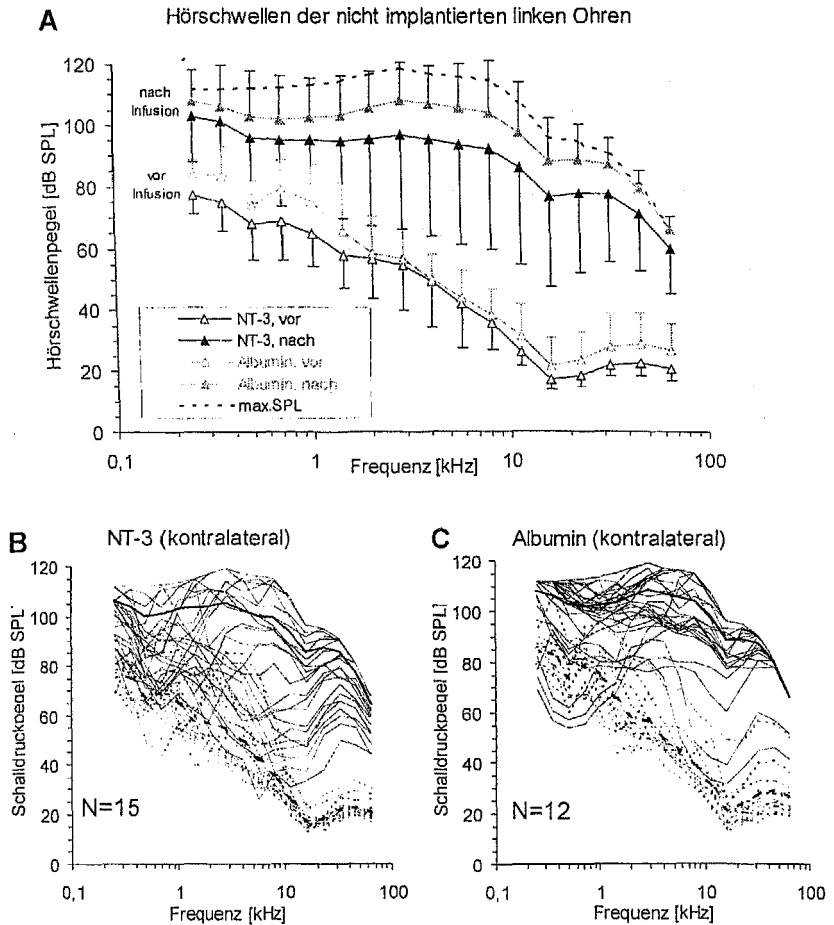 A Hörschwellen der nicht implantierten linken Ohren
Hörschwellenpegel [dB SPL]
120
100
80
60
40
20
0
nach
Infusion
vor
Infusion
NT-3, vor
NT-3, nach
Albumin, vor
Albumin, nach
max.SPL
0,1 1 10 100
Frequenz [kHz]
B NT-3 (kontralateral)
Schalldruckpegel [dB SPL]
120
100
80
60
40
20
0
N=15
0,1 1 10 100
Frequenz [kHz]
C Albumin (kontralateral)
Schalldruckpegel [dB SPL]
120
100
80
60
40
20
0
N=12
0,1 1 10 100
Frequenz [kHz]